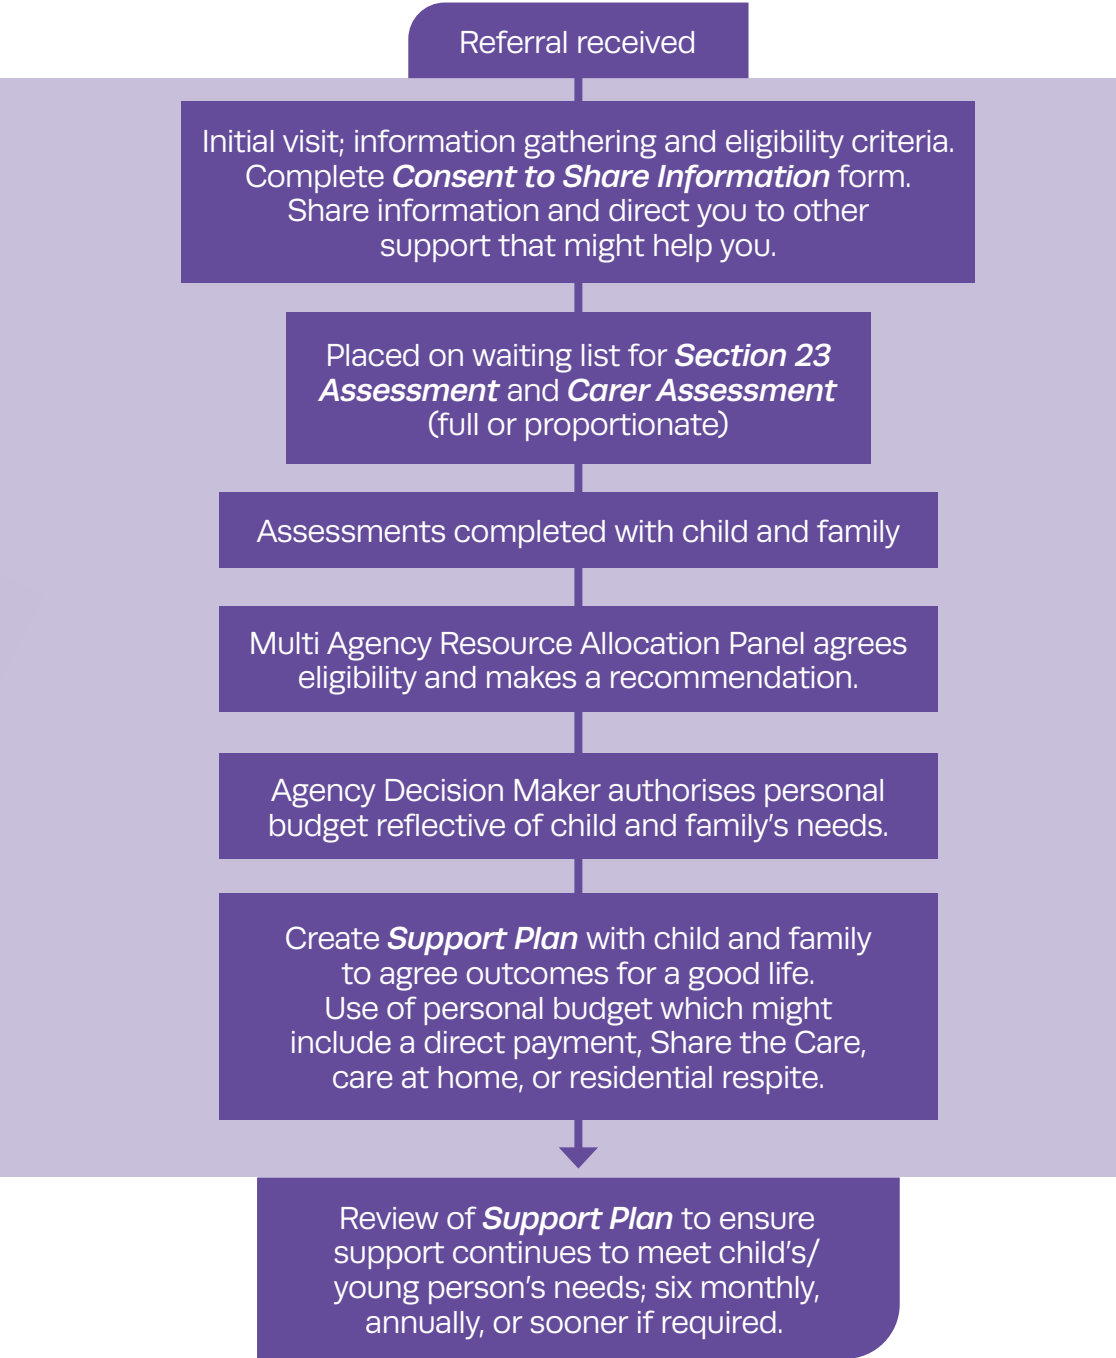 Referral received
Initial visit; information gathering and eligibility criteria.
Complete Consent to Share Information form.
Share information and direct you to other
support that might help you.
Placed on waiting list for Section 23
Assessment and Carer Assessment
(full or proportionate)
Assessments completed with child and family
Multi Agency Resource Allocation Panel agrees
eligibility and makes a recommendation.
Agency Decision Maker authorises personal
budget reflective of child and family’s needs.
Create Support Plan with child and family
to agree outcomes for a good life.
Use of personal budget which might
include a direct payment, Share the Care,
care at home, or residential respite.
Review of Support Plan to ensure
support continues to meet child’s/
young person’s needs; six monthly,
annually, or sooner if required.